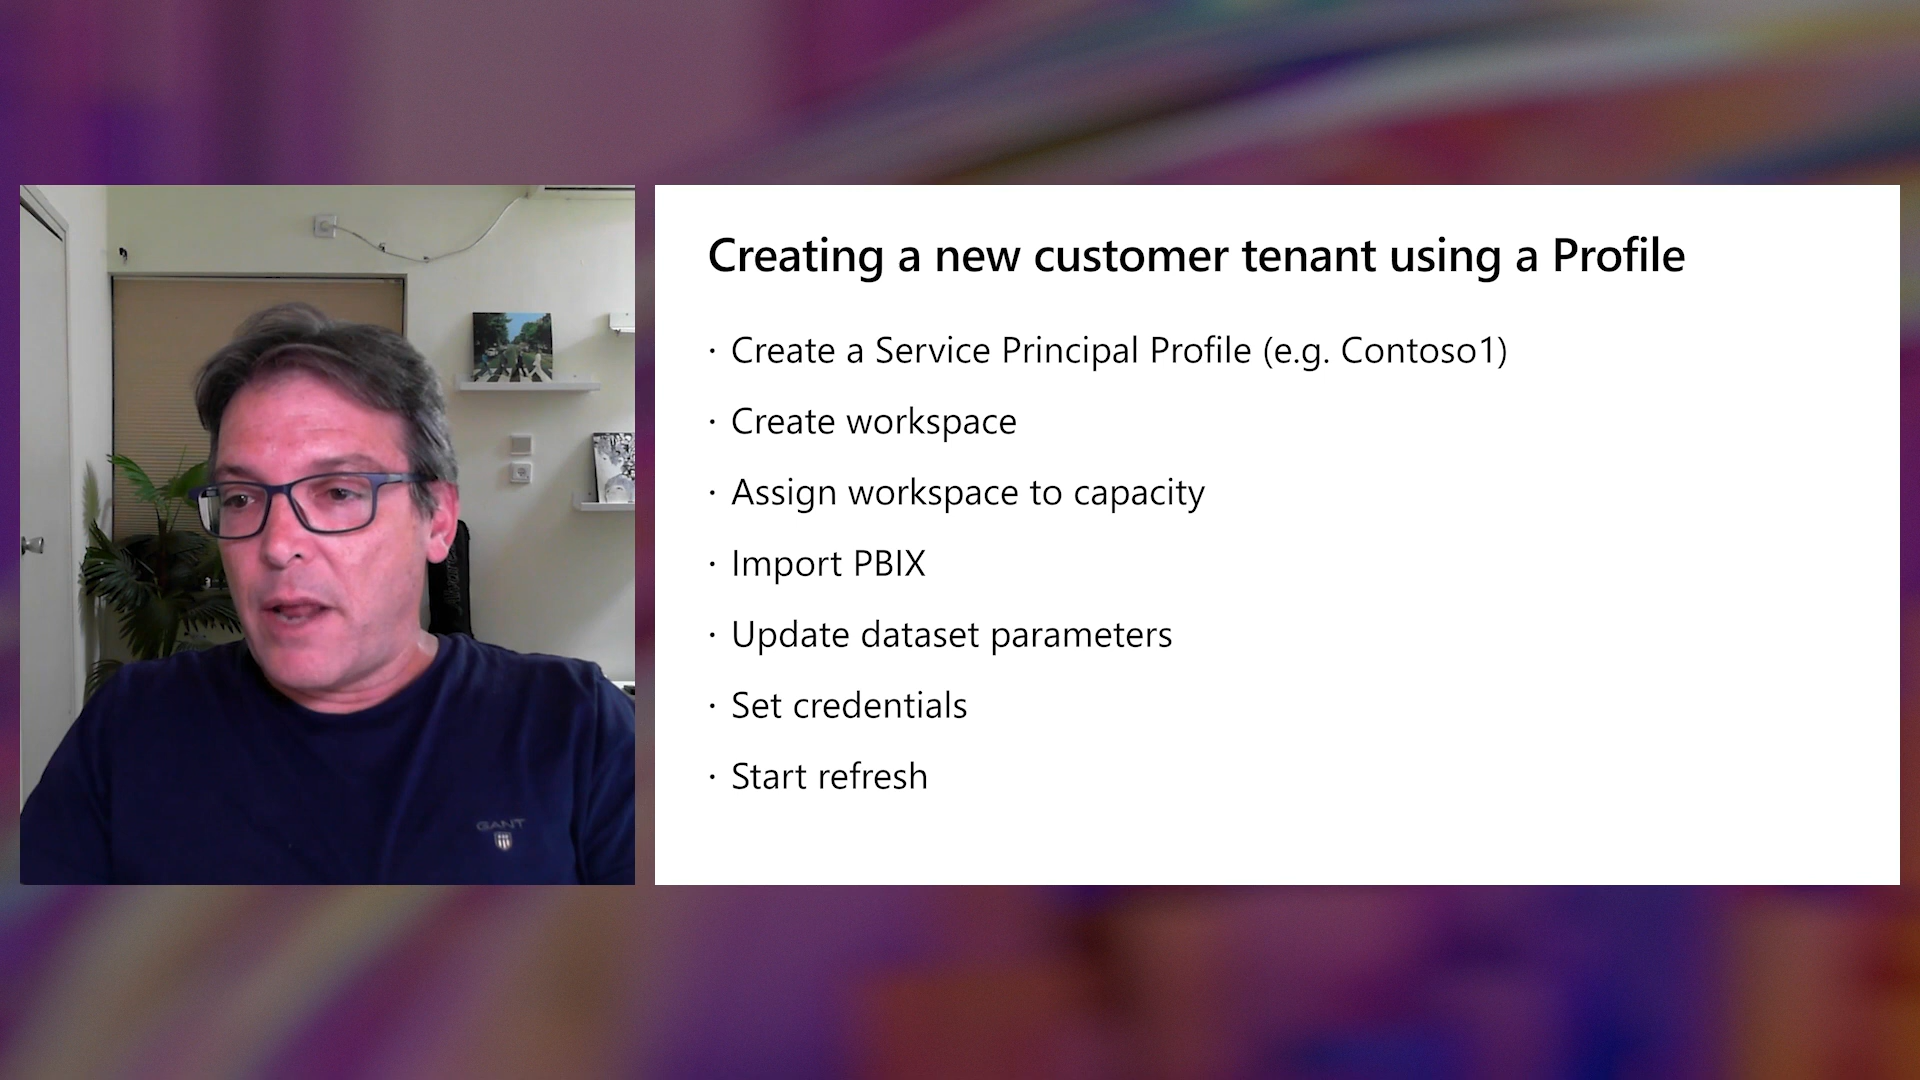 Creating a new customer tenant using a Profile
· Create a Service Principal Profile (e.g. Contoso1)
· Create workspace
· Assign workspace to capacity
· Import PBIX
· Update dataset parameters
· Set credentials
· Start refresh
GANT